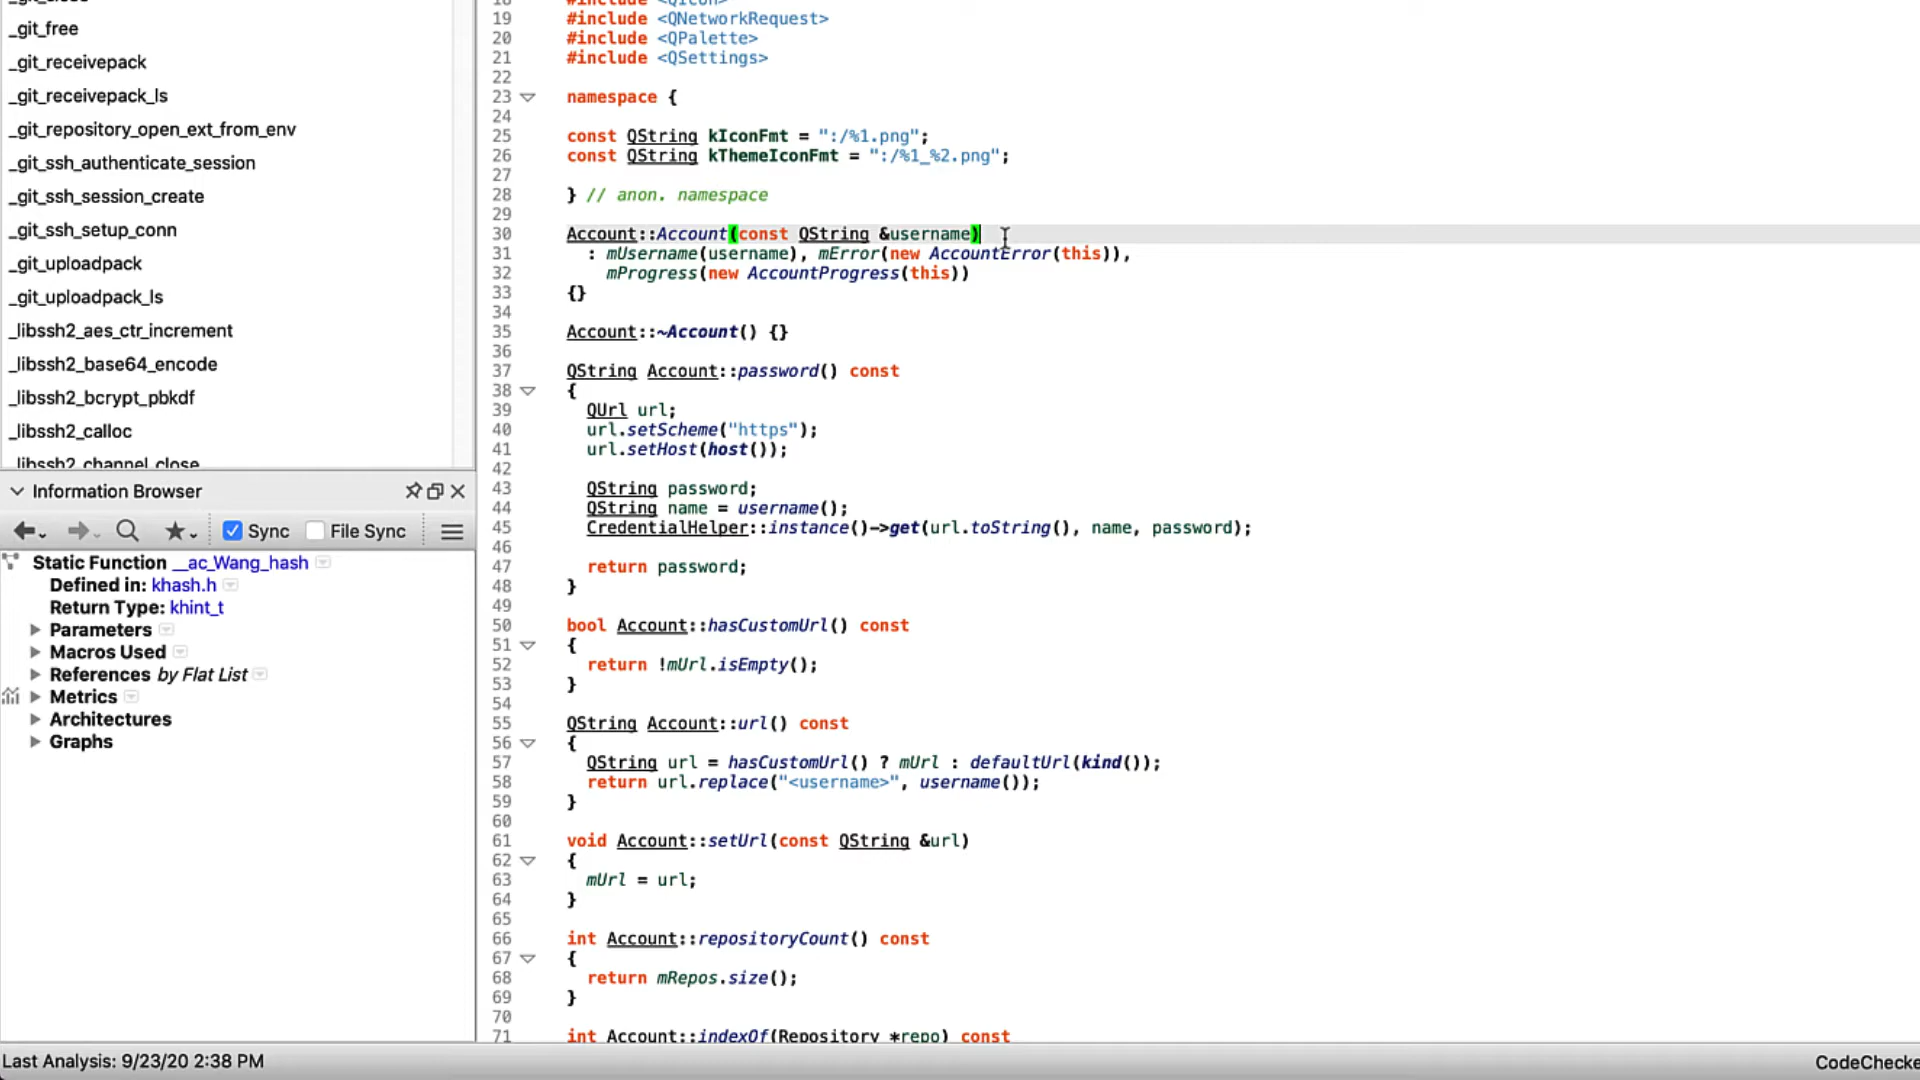 _git_free
_git_receivepack
_git_receivepack_ls
_git_repository_open_ext_from_env
_git_ssh_authenticate_session
_git_ssh_session_create
_git_ssh_setup_conn
_git_uploadpack
_git_uploadpack_ls
_libssh2_aes_ctr_increment
_libssh2_base64_encode
_libssh2_bcrypt_pbkdf
_libssh2_calloc
_libssh2_channel_close
Information Browser
Sync File Sync
Static Function __ac_Wang_hash
Defined in: khash.h
Return Type: khint_t
Parameters
Macros Used
References by Flat List
Metrics
Architectures
Graphs
18 #include <QIcon>
19 #include <QNetworkRequest>
20 #include <QPalette>
21 #include <QSettings>
22
23 namespace {
24
25 const QString kIconFmt = ":/%1.png";
26 const QString kThemeIconFmt = ":/%1_%2.png";
27
28 } // anon. namespace
29
30 Account::Account(const QString &username)
31 : mUsername(username), mError(new AccountError(this)),
32 mProgress(new AccountProgress(this))
33 {}
34
35 Account::~Account() {}
36
37 QString Account::password() const
38 {
39 QUrl url;
40 url.setScheme("https");
41 url.setHost(host());
42
43 QString password;
44 QString name = username();
45 CredentialHelper::instance()->get(url.toString(), name, password);
46
47 return password;
48 }
49
50 bool Account::hasCustomUrl() const
51 {
52 return !mUrl.isEmpty();
53 }
54
55 QString Account::url() const
56 {
57 QString url = hasCustomUrl() ? mUrl : defaultUrl(kind());
58 return url.replace("<username>", username());
59 }
60
61 void Account::setUrl(const QString &url)
62 {
63 mUrl = url;
64 }
65
66 int Account::repositoryCount() const
67 {
68 return mRepos.size();
69 }
70
71 int Account::indexOf(Repository *repo) const
Last Analysis: 9/23/20 2:38 PM
CodeChecke